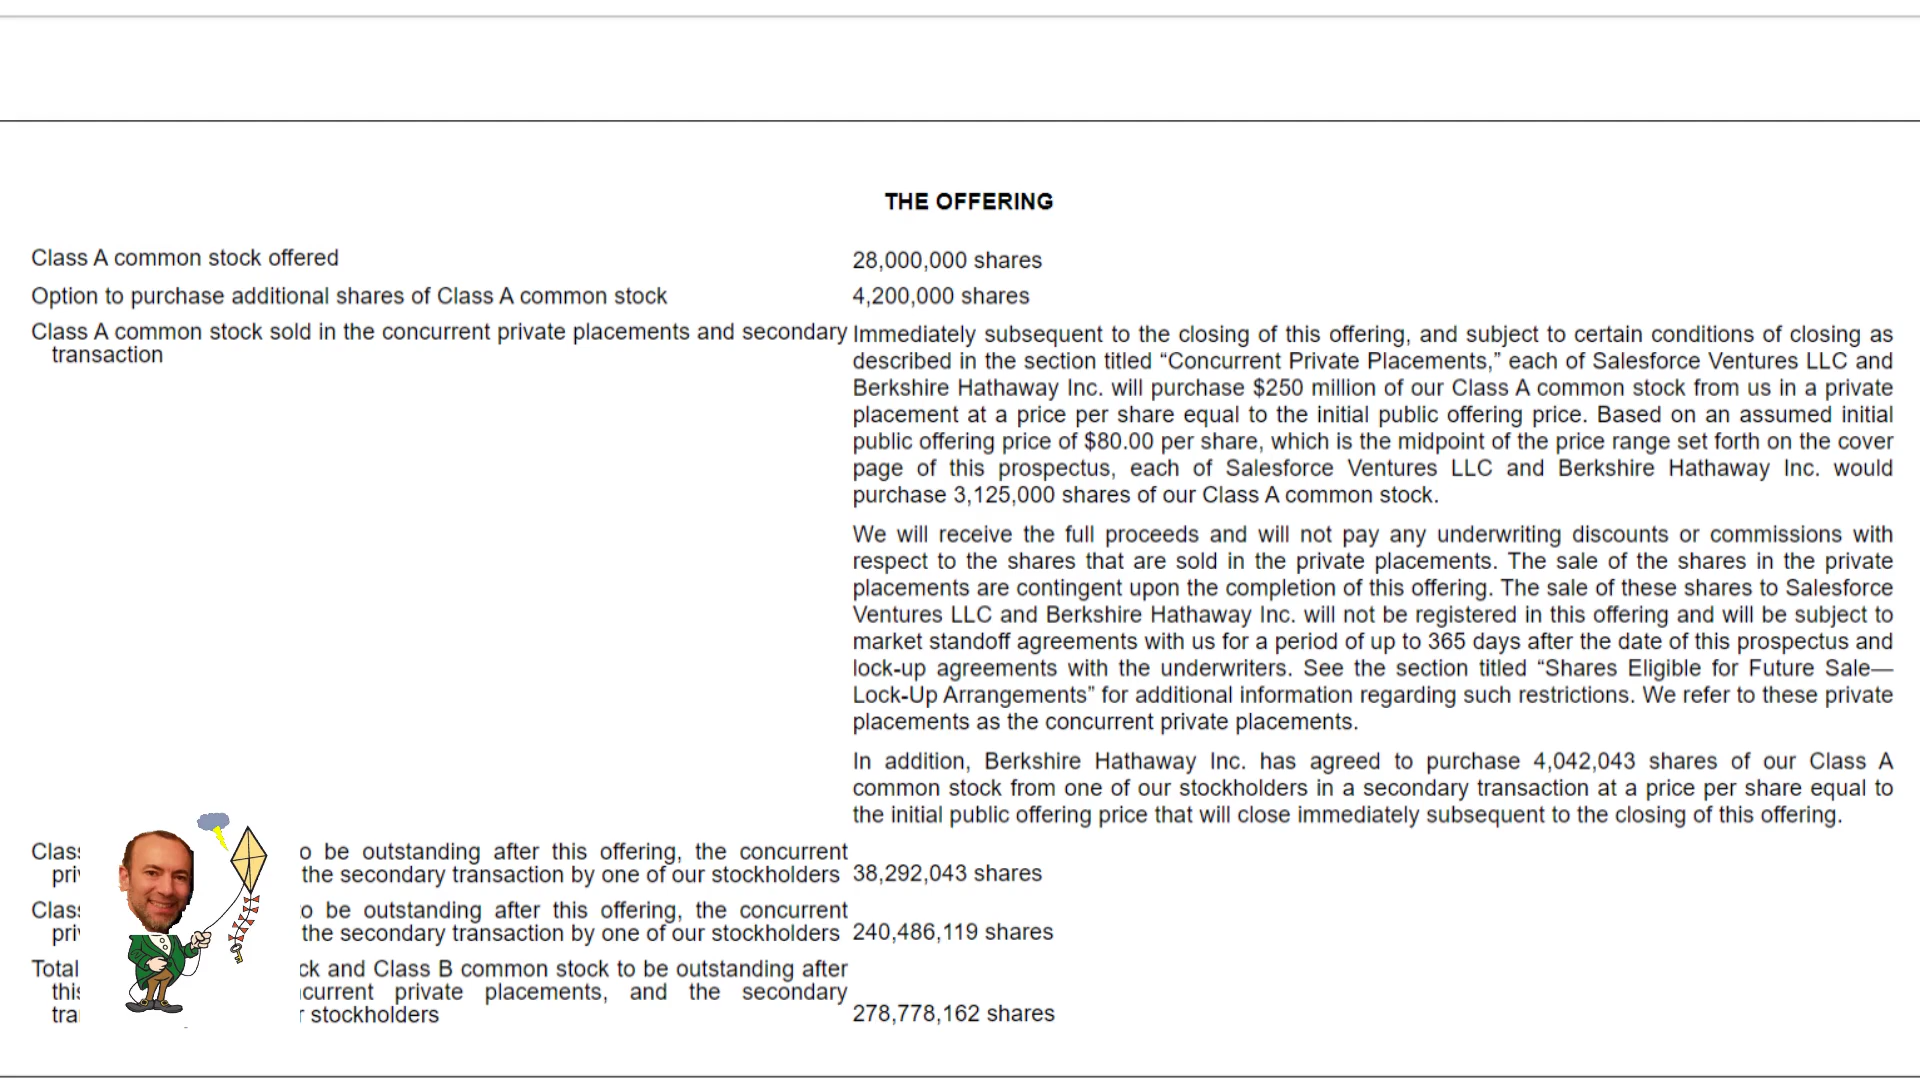 THE OFFERING
Class A common stock offered
28,000,000 shares
Option to purchase additional shares of Class A common stock
4,200,000 shares
Class A common stock sold in the concurrent private placements and secondary
transaction
Immediately subsequent to the closing of this offering, and subject to certain conditions of closing as
described in the section titled “Concurrent Private Placements,” each of Salesforce Ventures LLC and
Berkshire Hathaway Inc. will purchase $250 million of our Class A common stock from us in a private
placement at a price per share equal to the initial public offering price. Based on an assumed initial
public offering price of $80.00 per share, which is the midpoint of the price range set forth on the cover
page of this prospectus, each of Salesforce Ventures LLC and Berkshire Hathaway Inc. would
purchase 3,125,000 shares of our Class A common stock.
We will receive the full proceeds and will not pay any underwriting discounts or commissions with
respect to the shares that are sold in the private placements. The sale of the shares in the private
placements are contingent upon the completion of this offering. The sale of these shares to Salesforce
Ventures LLC and Berkshire Hathaway Inc. will not be registered in this offering and will be subject to
market standoff agreements with us for a period of up to 365 days after the date of this prospectus and
lock-up agreements with the underwriters. See the section titled “Shares Eligible for Future Sale—
Lock-Up Arrangements” for additional information regarding such restrictions. We refer to these private
placements as the concurrent private placements.
In addition, Berkshire Hathaway Inc. has agreed to purchase 4,042,043 shares of our Class A
common stock from one of our stockholders in a secondary transaction at a price per share equal to
the initial public offering price that will close immediately subsequent to the closing of this offering.
be outstanding after this offering, the concurrent
the secondary transaction by one of our stockholders
38,292,043 shares
be outstanding after this offering, the concurrent
the secondary transaction by one of our stockholders
240,486,119 shares
Total and Class B common stock to be outstanding after
private placements, and the secondary
stockholders
278,778,162 shares